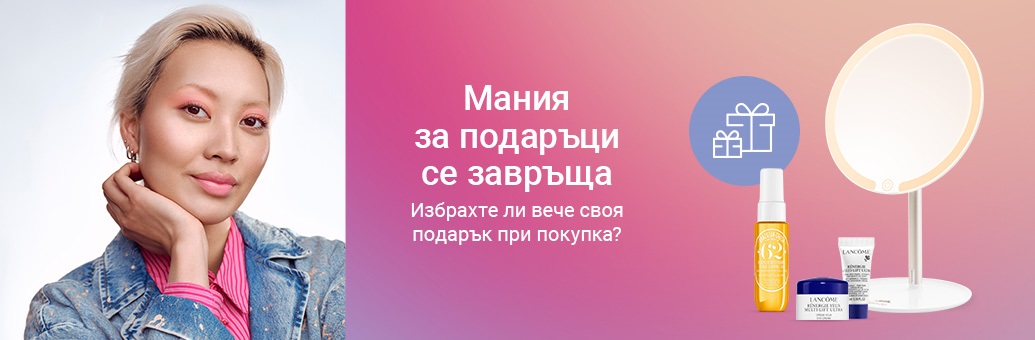 Мания
за подаръци
се завръща
Избрахте ли вече своя
подарък при покупка?
62
LANCÔME
RÉNERGIE
MULTI-LIFT ULTRA
LANCÔME
RÉNERGIE YEUX
MULTI-LIFT ULTRA